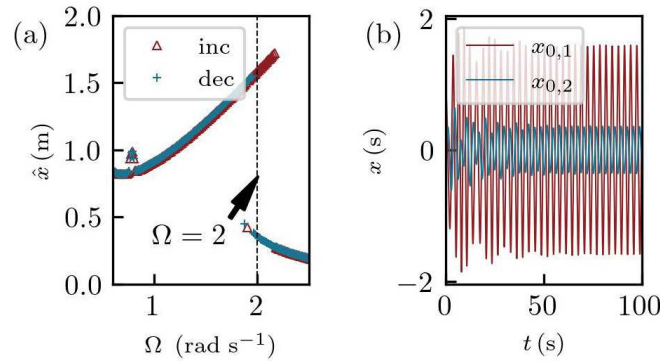 (a)
2.0
1.5
1.0
0.5
0.0
x̂ (m)
inc
dec
Ω = 2
1
2
Ω (rad s⁻¹)
(b)
2
0
−2
x (s)
x₀,₁
x₀,₂
0
50
100
t (s)